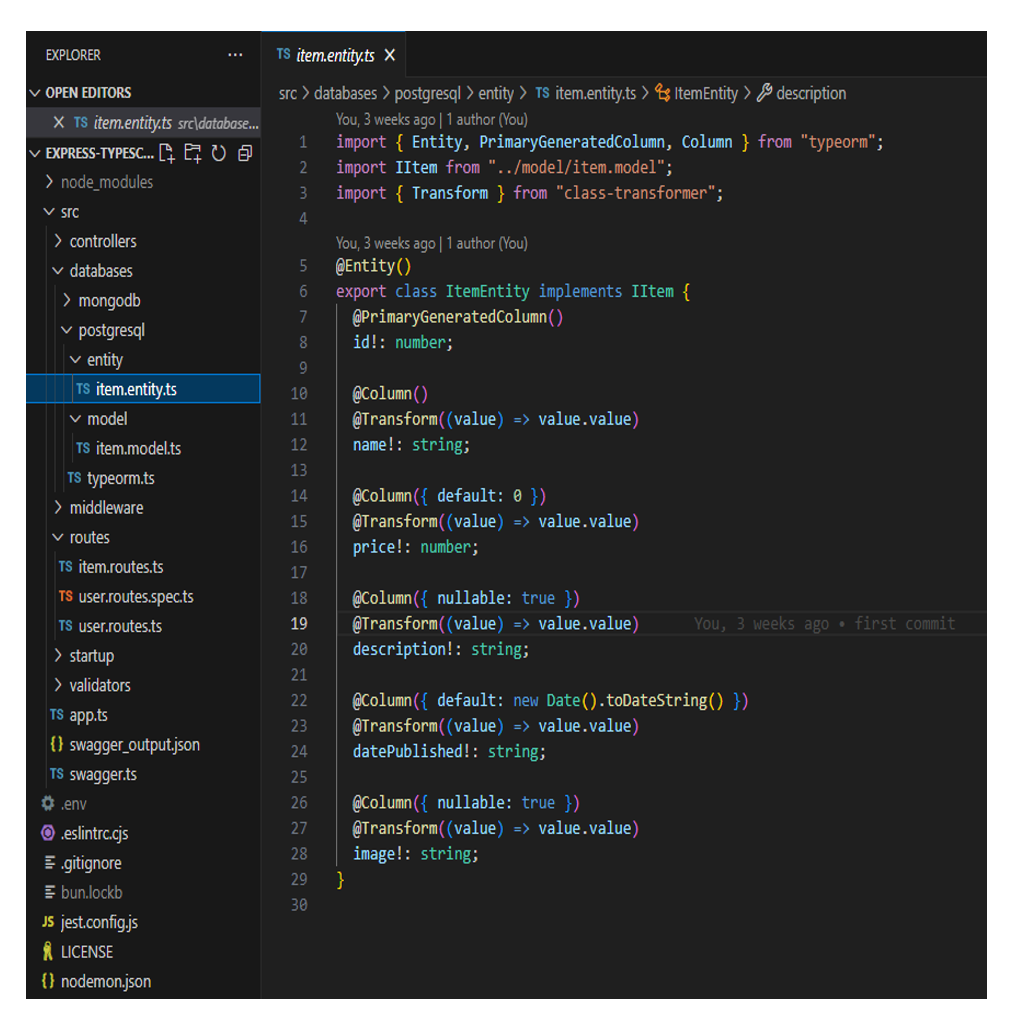 EXPLORER ...
OPEN EDITORS
TS item.entity.ts src\database...
EXPRESS-TYPESC...
node_modules
src
controllers
databases
mongodb
postgresql
entity
TS item.entity.ts
model
TS item.model.ts
TS typeorm.ts
middleware
routes
TS item.routes.ts
TS user.routes.spec.ts
TS user.routes.ts
startup
validators
TS app.ts
{} swagger_output.json
TS swagger.ts
.env
.eslintrc.cjs
.gitignore
bun.lockb
JS jest.config.js
LICENSE
{} nodemon.json
TS item.entity.ts
src > databases > postgresql > entity > TS item.entity.ts > ItemEntity > description
You, 3 weeks ago | 1 author (You)
1 import { Entity, PrimaryGeneratedColumn, Column } from "typeorm";
2 import IItem from "../model/item.model";
3 import { Transform } from "class-transformer";
4
You, 3 weeks ago | 1 author (You)
5 @Entity()
6 export class ItemEntity implements IItem {
7 @PrimaryGeneratedColumn()
8 id!: number;
9
10 @Column()
11 @Transform((value) => value.value)
12 name!: string;
13
14 @Column({ default: 0 })
15 @Transform((value) => value.value)
16 price!: number;
17
18 @Column({ nullable: true })
19 @Transform((value) => value.value) You, 3 weeks ago • first commit
20 description!: string;
21
22 @Column({ default: new Date().toDateString() })
23 @Transform((value) => value.value)
24 datePublished!: string;
25
26 @Column({ nullable: true })
27 @Transform((value) => value.value)
28 image!: string;
29 }
30